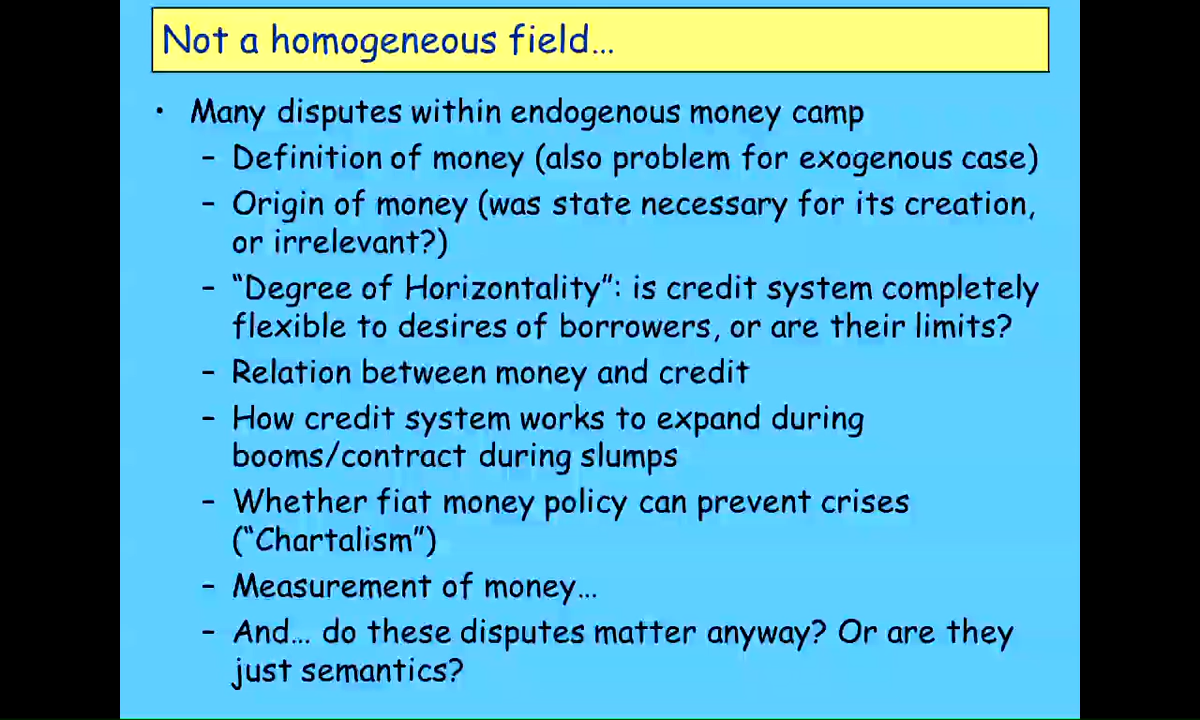 Not a homogeneous field…
• Many disputes within endogenous money camp
– Definition of money (also problem for exogenous case)
– Origin of money (was state necessary for its creation,
or irrelevant?)
– “Degree of Horizontality”: is credit system completely
flexible to desires of borrowers, or are their limits?
– Relation between money and credit
– How credit system works to expand during
booms/contract during slumps
– Whether fiat money policy can prevent crises
(“Chartalism”)
– Measurement of money…
– And… do these disputes matter anyway? Or are they
just semantics?